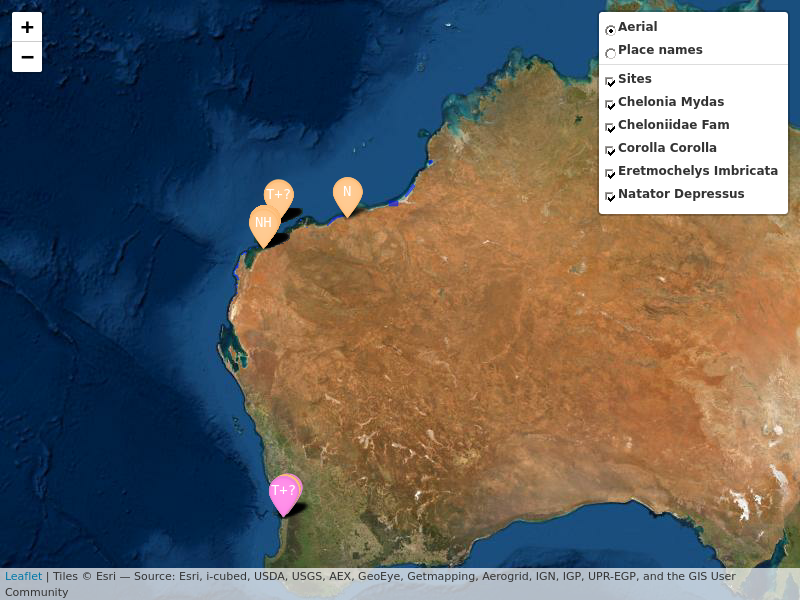 +
−
Aerial
Place names
Sites
Chelonia Mydas
Cheloniidae Fam
Corolla Corolla
Eretmochelys Imbricata
Natator Depressus
T+?
N
NH
T+?
Leaflet | Tiles © Esri — Source: Esri, i-cubed, USDA, USGS, AEX, GeoEye, Getmapping, Aerogrid, IGN, IGP, UPR-EGP, and the GIS User
Community